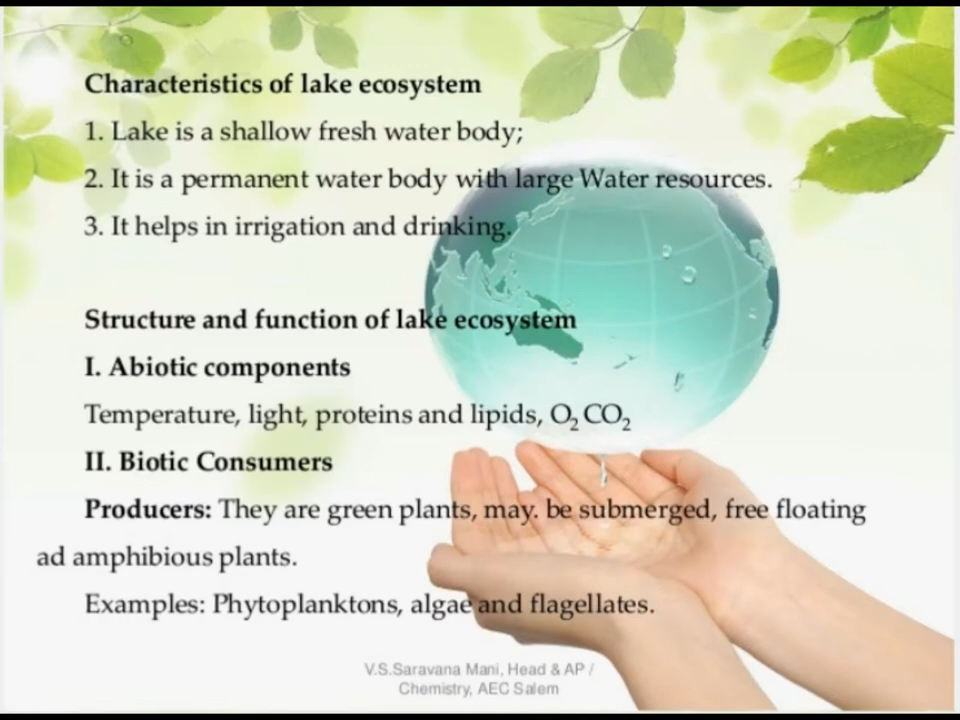 Characteristics of lake ecosystem
1. Lake is a shallow fresh water body;
2. It is a permanent water body with large Water resources.
3. It helps in irrigation and drinking.
Structure and function of lake ecosystem
I. Abiotic components
Temperature, light, proteins and lipids, O₂ CO₂
II. Biotic Consumers
Producers: They are green plants, may. be submerged, free floating
ad amphibious plants.
Examples: Phytoplanktons, algae and flagellates.
V.S.Saravana Mani, Head & AP /
Chemistry, AEC Salem